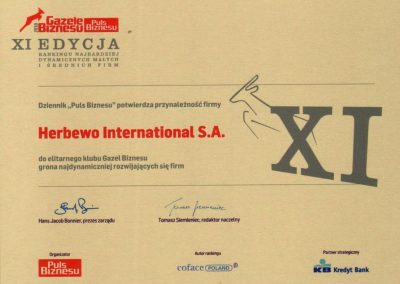 Gazele
Biznesu
Puls
Biznesu
XI EDYCJA
RANKINGU NAJBARDZIEJ
DYNAMICZNYCH MAŁYCH
I ŚREDNICH FIRM
Dziennik „Puls Biznesu” potwierdza przynależność firmy
Herbewo International S.A.
do elitarnego klubu Gazel Biznesu
grona najdynamiczniej rozwijających się firm
XI
Hans Jacob Bonnier, prezes zarządu
Tomasz Siemieniec, redaktor naczelny
Organizator
Puls
Biznesu
Autor rankingu
coface POLAND ®
Partner strategiczny
KB Kredyt Bank